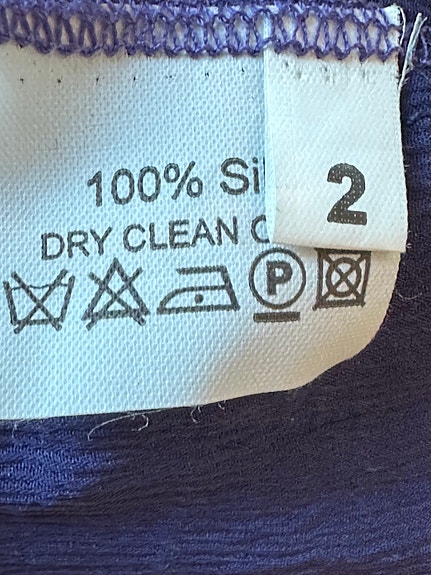 100% Si
2
DRY CLEAN
P